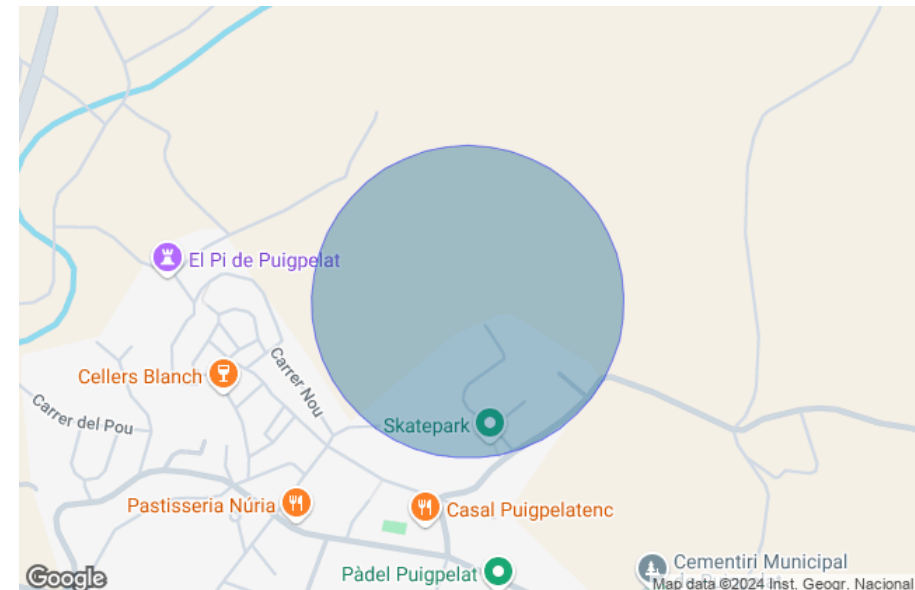 El Pi de Puigpelat
Carrer Nou
Cellers Blanch
Carrer del Pou
Skatepark
Pastisseria Núria
Casal Puigpelatenc
Pàdel Puigpelat
Cementiri Municipal
Google
Map data ©2024 Inst. Geogr. Nacional